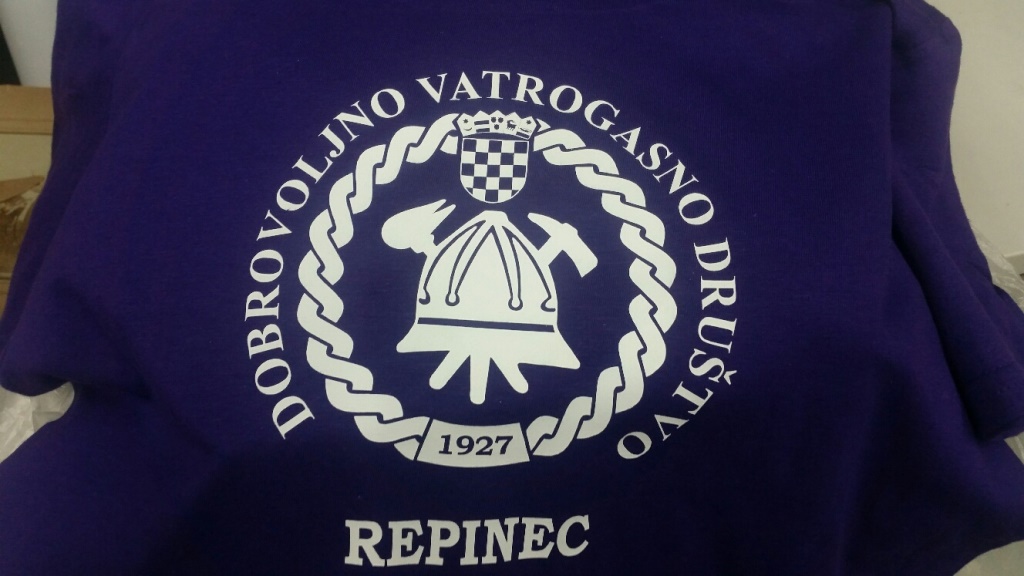 DOBROVOLJNO VATROGASNO DRUŠTVO
1927
REPINEC